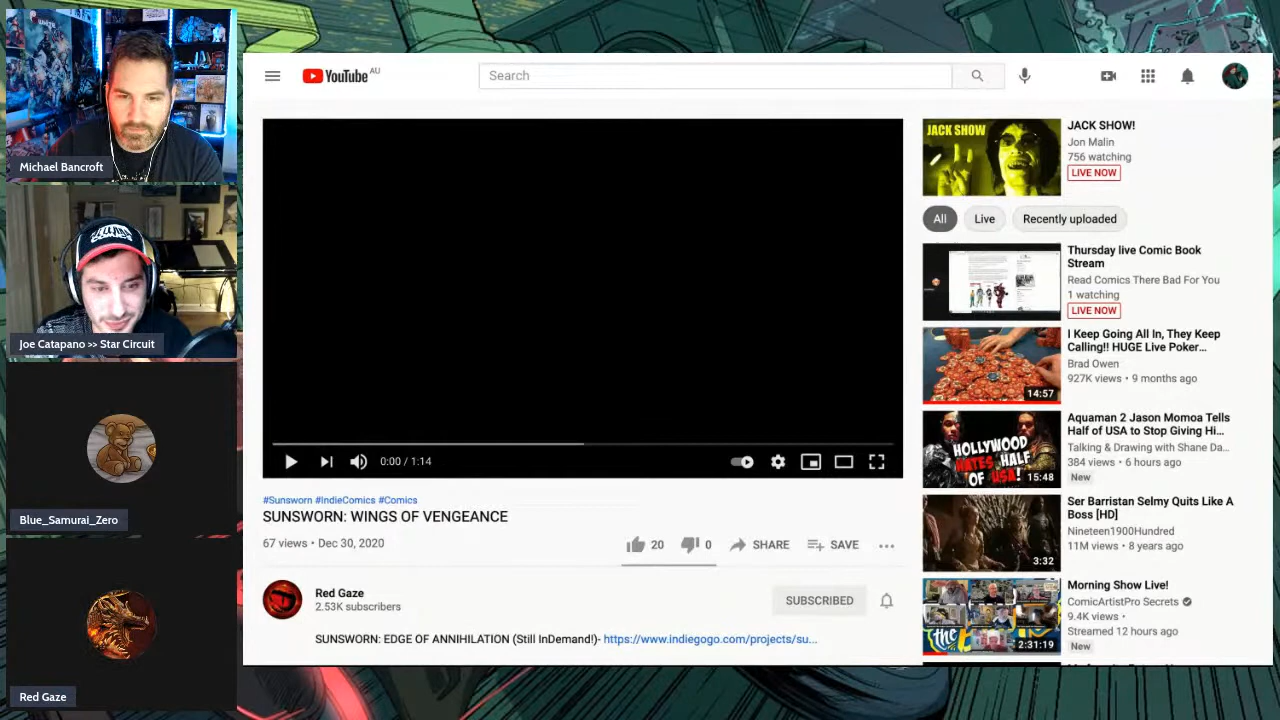 Michael Bancroft
Joe Catapano >> Star Circuit
Blue_Samurai_Zero
Red Gaze
YouTube AU
Search
0:00 / 1:14
#Sunsworn #IndieComics #Comics
SUNSWORN: WINGS OF VENGEANCE
67 views • Dec 30, 2020
20
0
SHARE
SAVE
Red Gaze
2.53K subscribers
SUBSCRIBED
SUNSWORN: EDGE OF ANNIHILATION (Still InDemand!)- https://www.indiegogo.com/projects/su...
JACK SHOW
JACK SHOW!
Jon Malin
756 watching
LIVE NOW
All
Live
Recently uploaded
Thursday live Comic Book
Stream
Read Comics There Bad For You
1 watching
LIVE NOW
14:57
I Keep Going All In, They Keep
Calling!! HUGE Live Poker...
Brad Owen
927K views • 9 months ago
HOLLYWOOD
HATES HALF
OF USA!
15:48
Aquaman 2 Jason Momoa Tells
Half of USA to Stop Giving Hi...
Talking & Drawing with Shane Da...
384 views • 6 hours ago
New
3:32
Ser Barristan Selmy Quits Like A
Boss [HD]
Nineteen1900Hundred
11M views • 8 years ago
the
2:31:19
Morning Show Live!
ComicArtistPro Secrets
9.4K views •
Streamed 12 hours ago
New